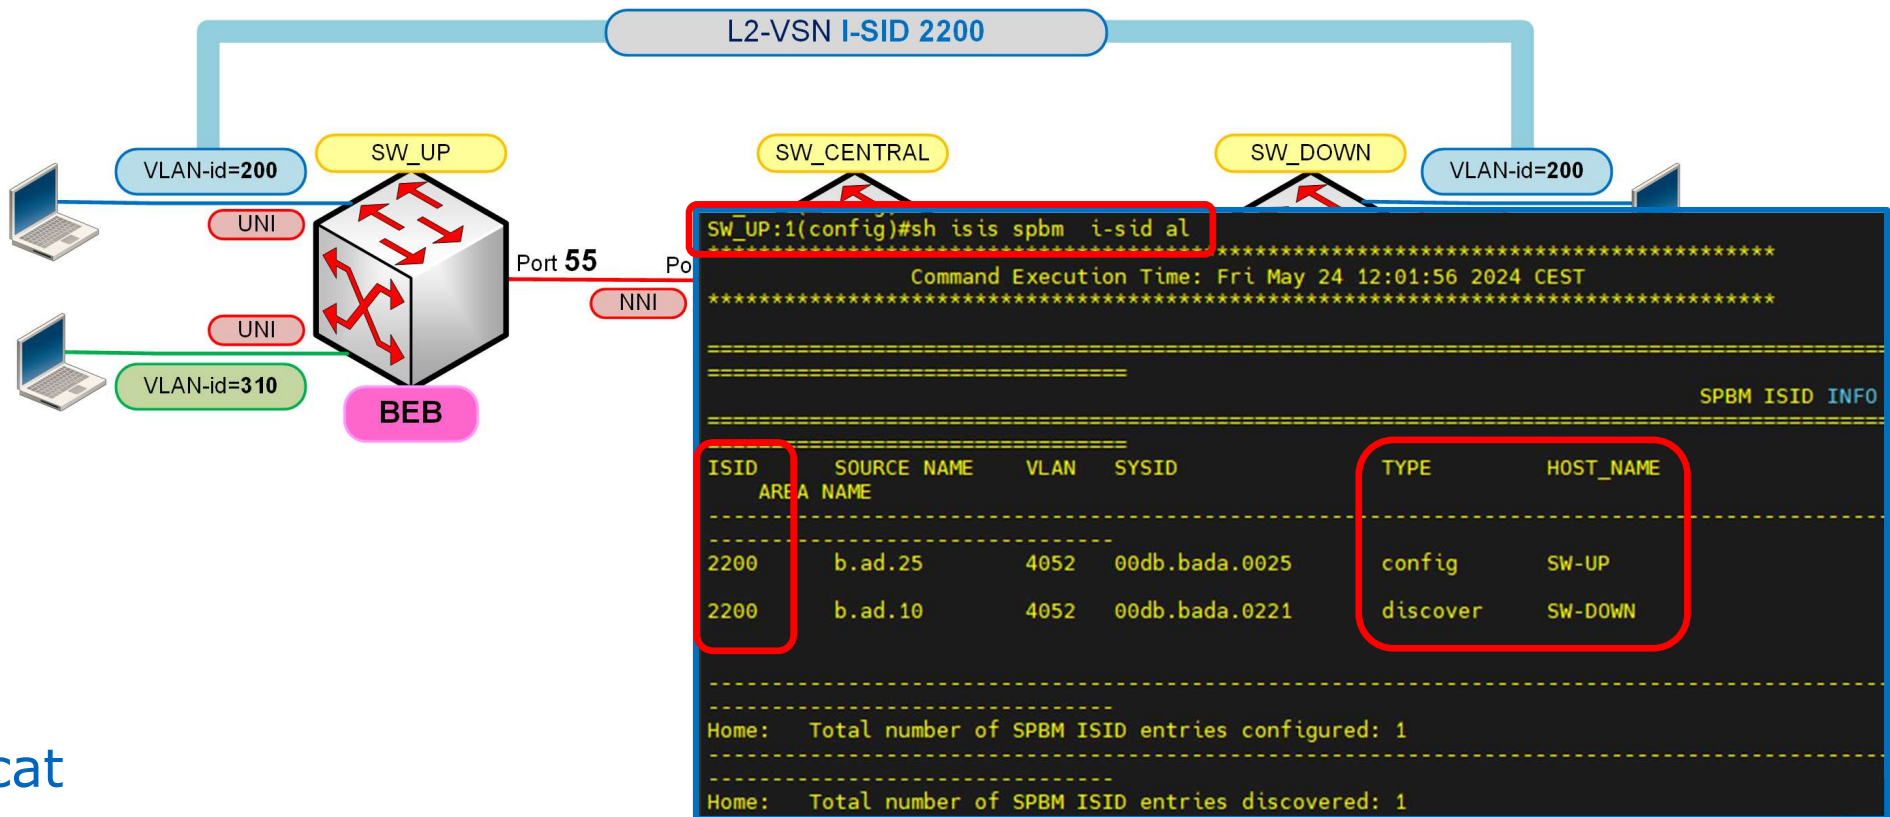 L2-VSN I-SID 2200
SW_UP
SW_CENTRAL
SW_DOWN
VLAN-id=200
VLAN-id=200
UNI
Port 55
Po
NNI
UNI
VLAN-id=310
BEB
SW_UP:1(config)#sh isis spbm  i-sid al
**********************************************************************************
Command Execution Time: Fri May 24 12:01:56 2024 CEST
**********************************************************************************
==========================================================================================
=================================
SPBM ISID INFO
==========================================================================================
=================================
ISID SOURCE NAME VLAN SYSID TYPE HOST_NAME
AREA NAME
------------------------------------------------------------------------------------------
--------------------------------
2200 b.ad.25 4052 00db.bada.0025 config SW-UP
2200 b.ad.10 4052 00db.bada.0221 discover SW-DOWN
------------------------------------------------------------------------------------------
--------------------------------
Home: Total number of SPBM ISID entries configured: 1
------------------------------------------------------------------------------------------
--------------------------------
Home: Total number of SPBM ISID entries discovered: 1
cat